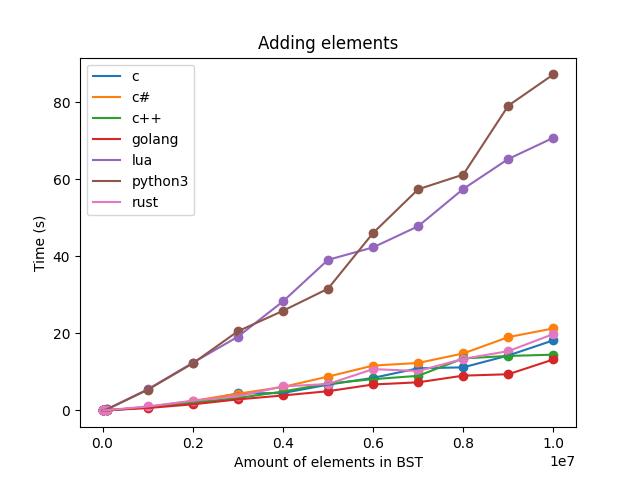 Adding elements
c
c#
c++
golang
lua
python3
rust
Time (s)
80
60
40
20
0
0.0 0.2 0.4 0.6 0.8 1.0
1e7
Amount of elements in BST